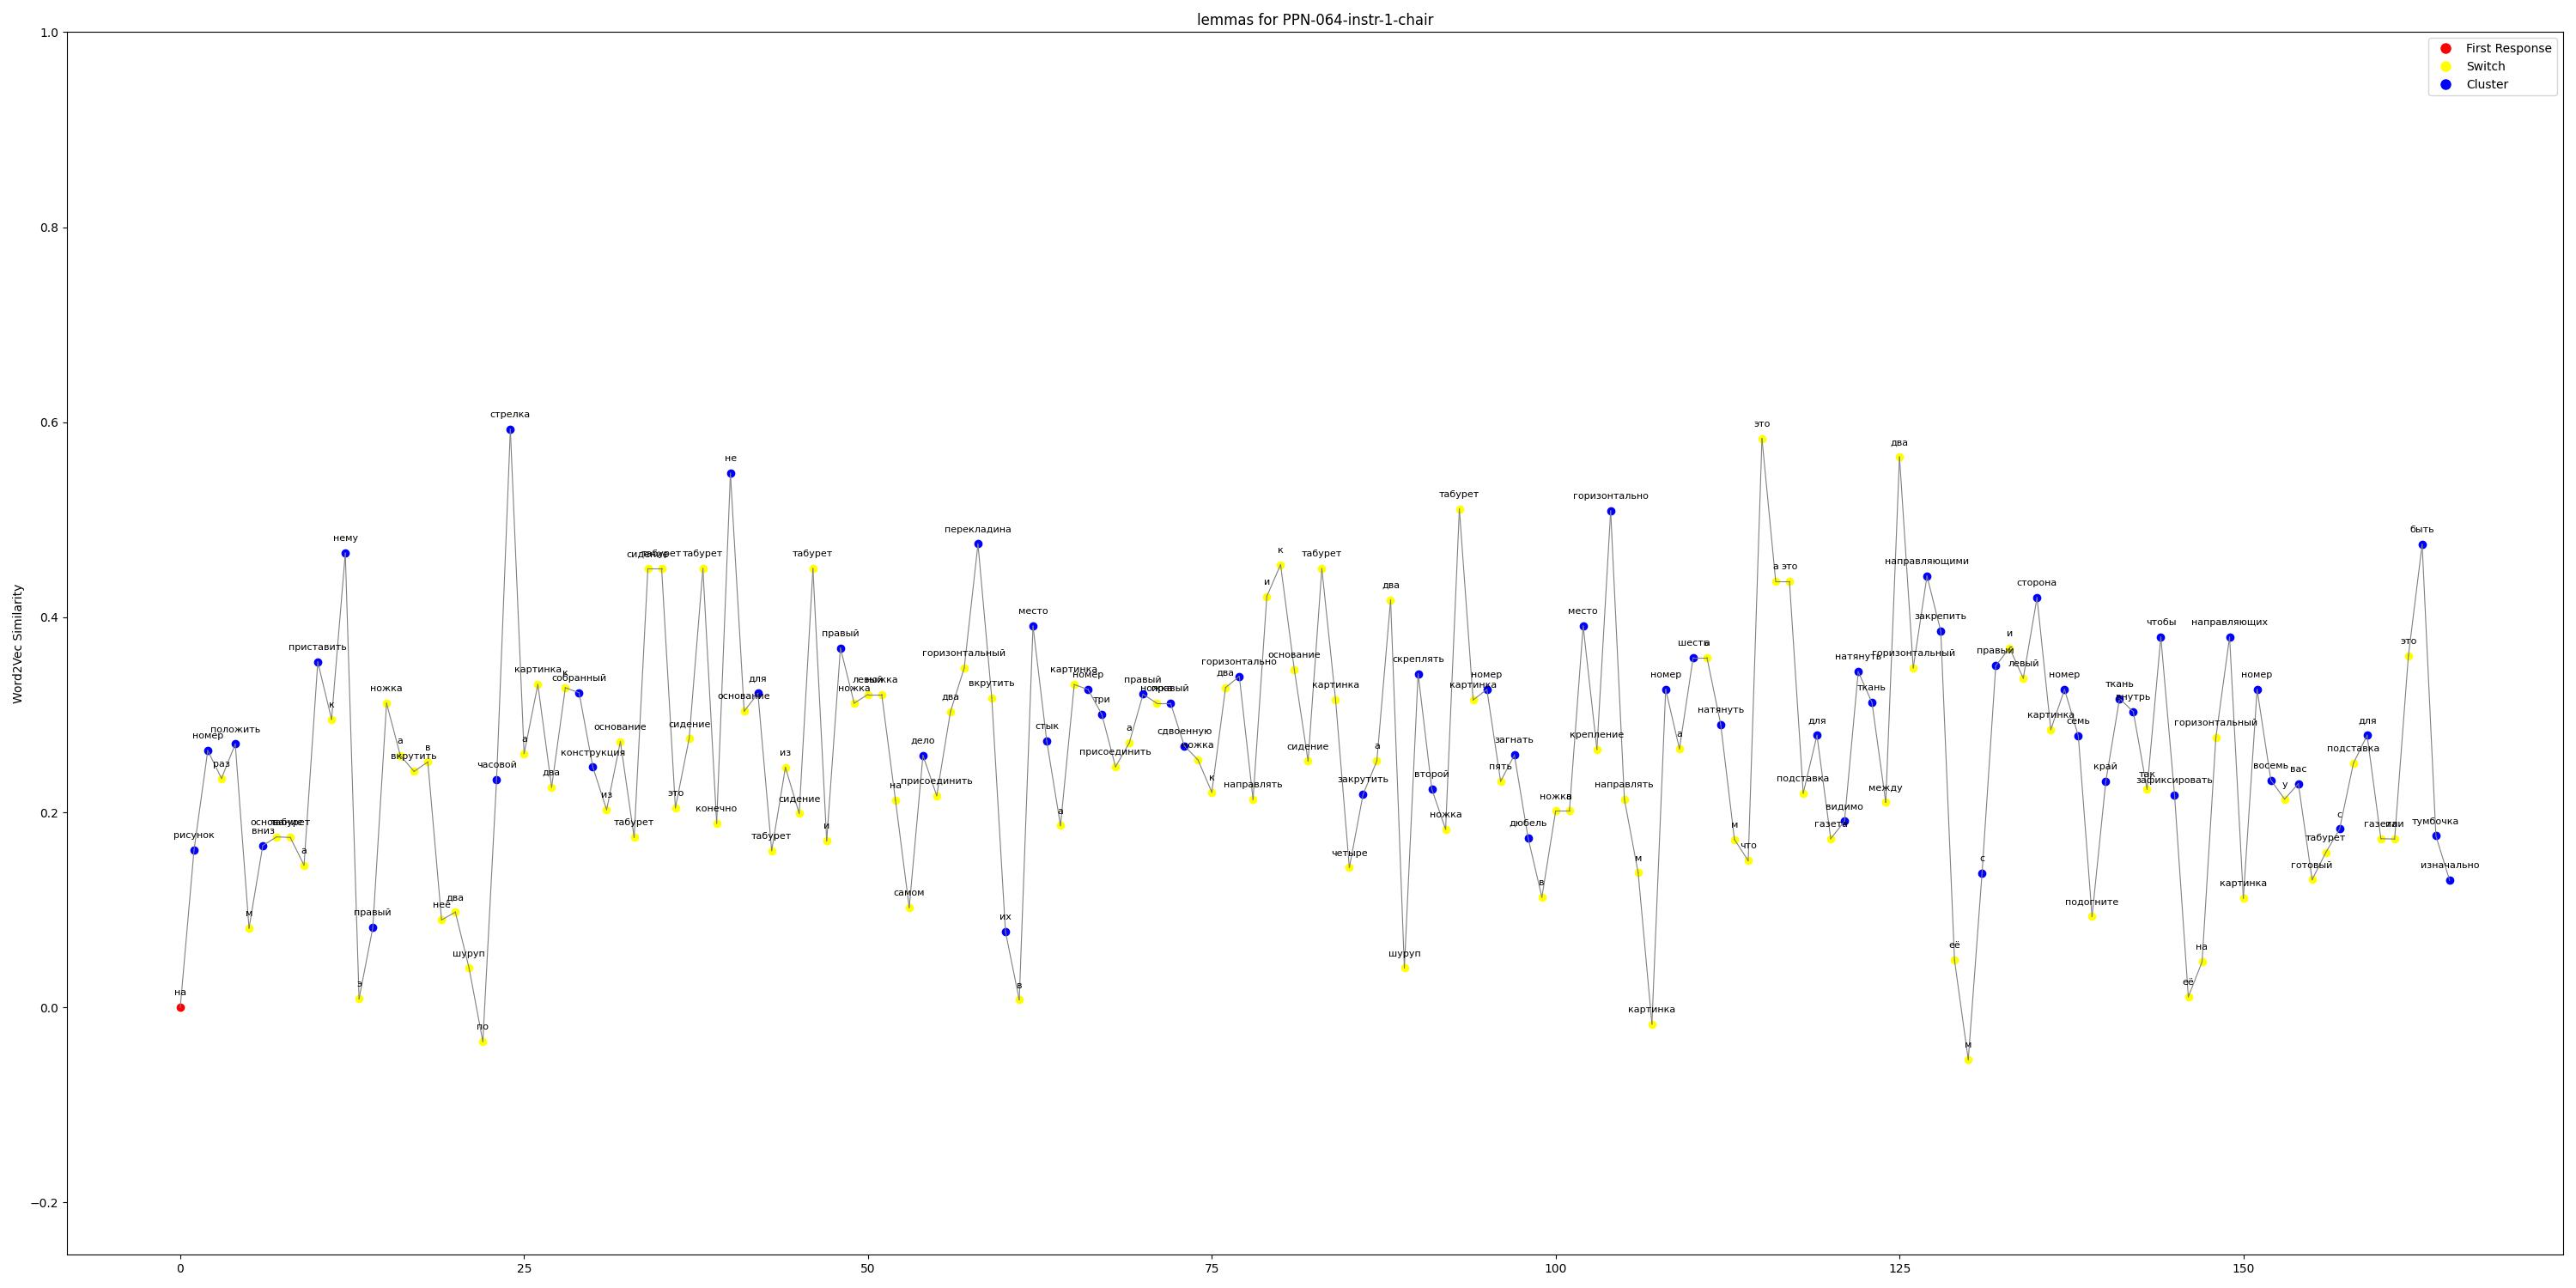 lemmas for PPN-064-instr-1-chair
First Response
Switch
Cluster
Word2Vec Similarity
1.0
0.8
0.6
0.4
0.2
0.0
−0.2
0
25
50
75
100
125
150
на
рисунок
номер
раз
положить
м
вниз
основание
табурет
а
приставить
к
нему
э
правый
ножка
а
вкрутить
в
нее
два
шуруп
по
часовой
стрелка
а
картинка
два
к
собранный
конструкция
из
основание
табурет
сидение
табурет
это
сидение
табурет
конечно
не
основание
для
табурет
из
сидение
табурет
и
правый
ножка
левый
ножка
на
самом
дело
присоединить
два
горизонтальный
перекладина
вкрутить
их
в
место
стык
а
картинка
номер
три
присоединить
а
правый
ножка
правый
сдвоенную
ножка
к
два
горизонтально
направлять
и
к
основание
сидение
табурет
картинка
четыре
закрутить
а
два
шуруп
скреплять
второй
ножка
табурет
картинка
номер
пять
загнать
дюбель
в
ножка
в
место
крепление
горизонтально
направлять
м
картинка
номер
а
шесть
натянуть
м
что
это
а
это
подставка
для
газета
видимо
натянуть
ткань
между
два
горизонтальный
направляющими
закрепить
её
м
с
правый
и
левый
сторона
картинка
номер
семь
подогните
край
ткань
внутрь
так
чтобы
зафиксировать
её
на
горизонтальный
направляющих
картинка
номер
восемь
у
вас
готовый
табурет
с
подставка
для
газета
или
это
быть
тумбочка
изначально